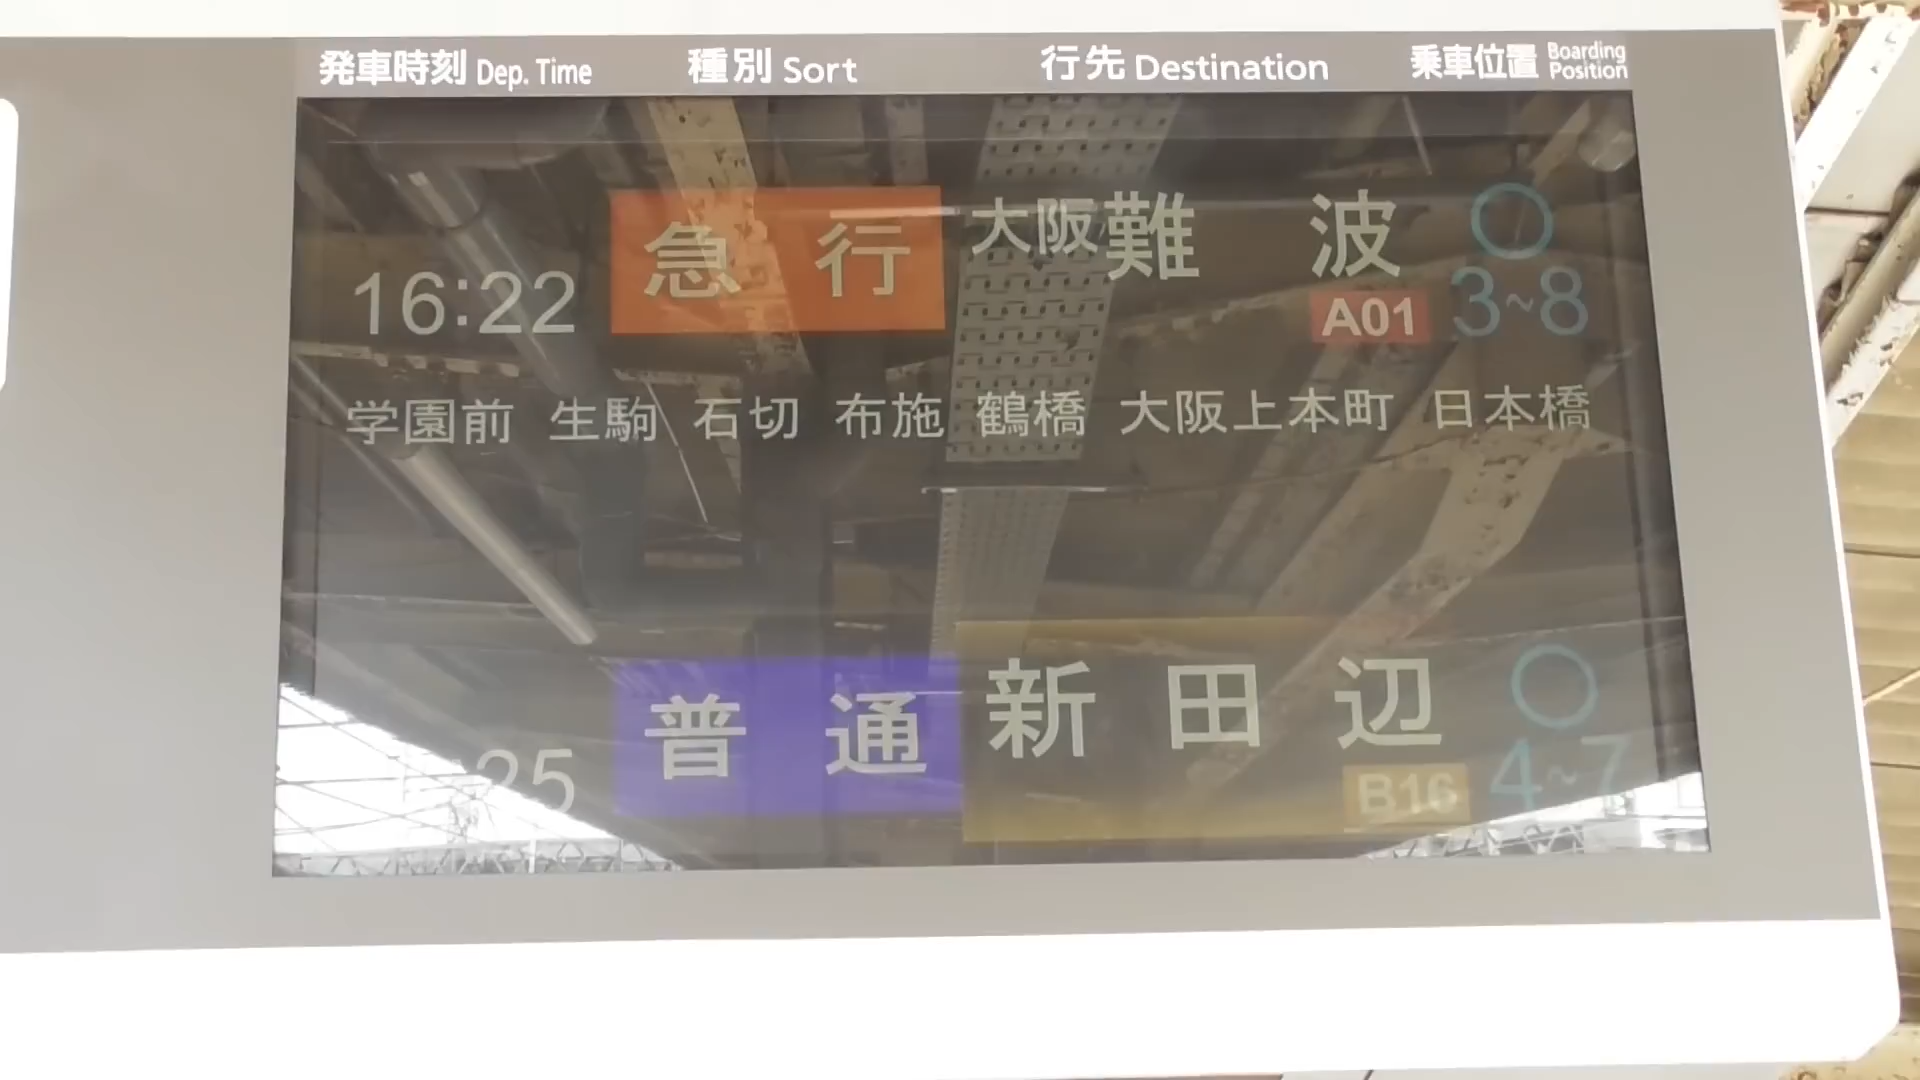 発車時刻 Dep. Time 種別 Sort 行先 Destination 乗車位置 Boarding Position
16:22 急行 大阪難波 A01 ○ 3~8
学園前 生駒 石切 布施 鶴橋 大阪上本町 日本橋
25 普通 新田辺 B16 ○ 4~7